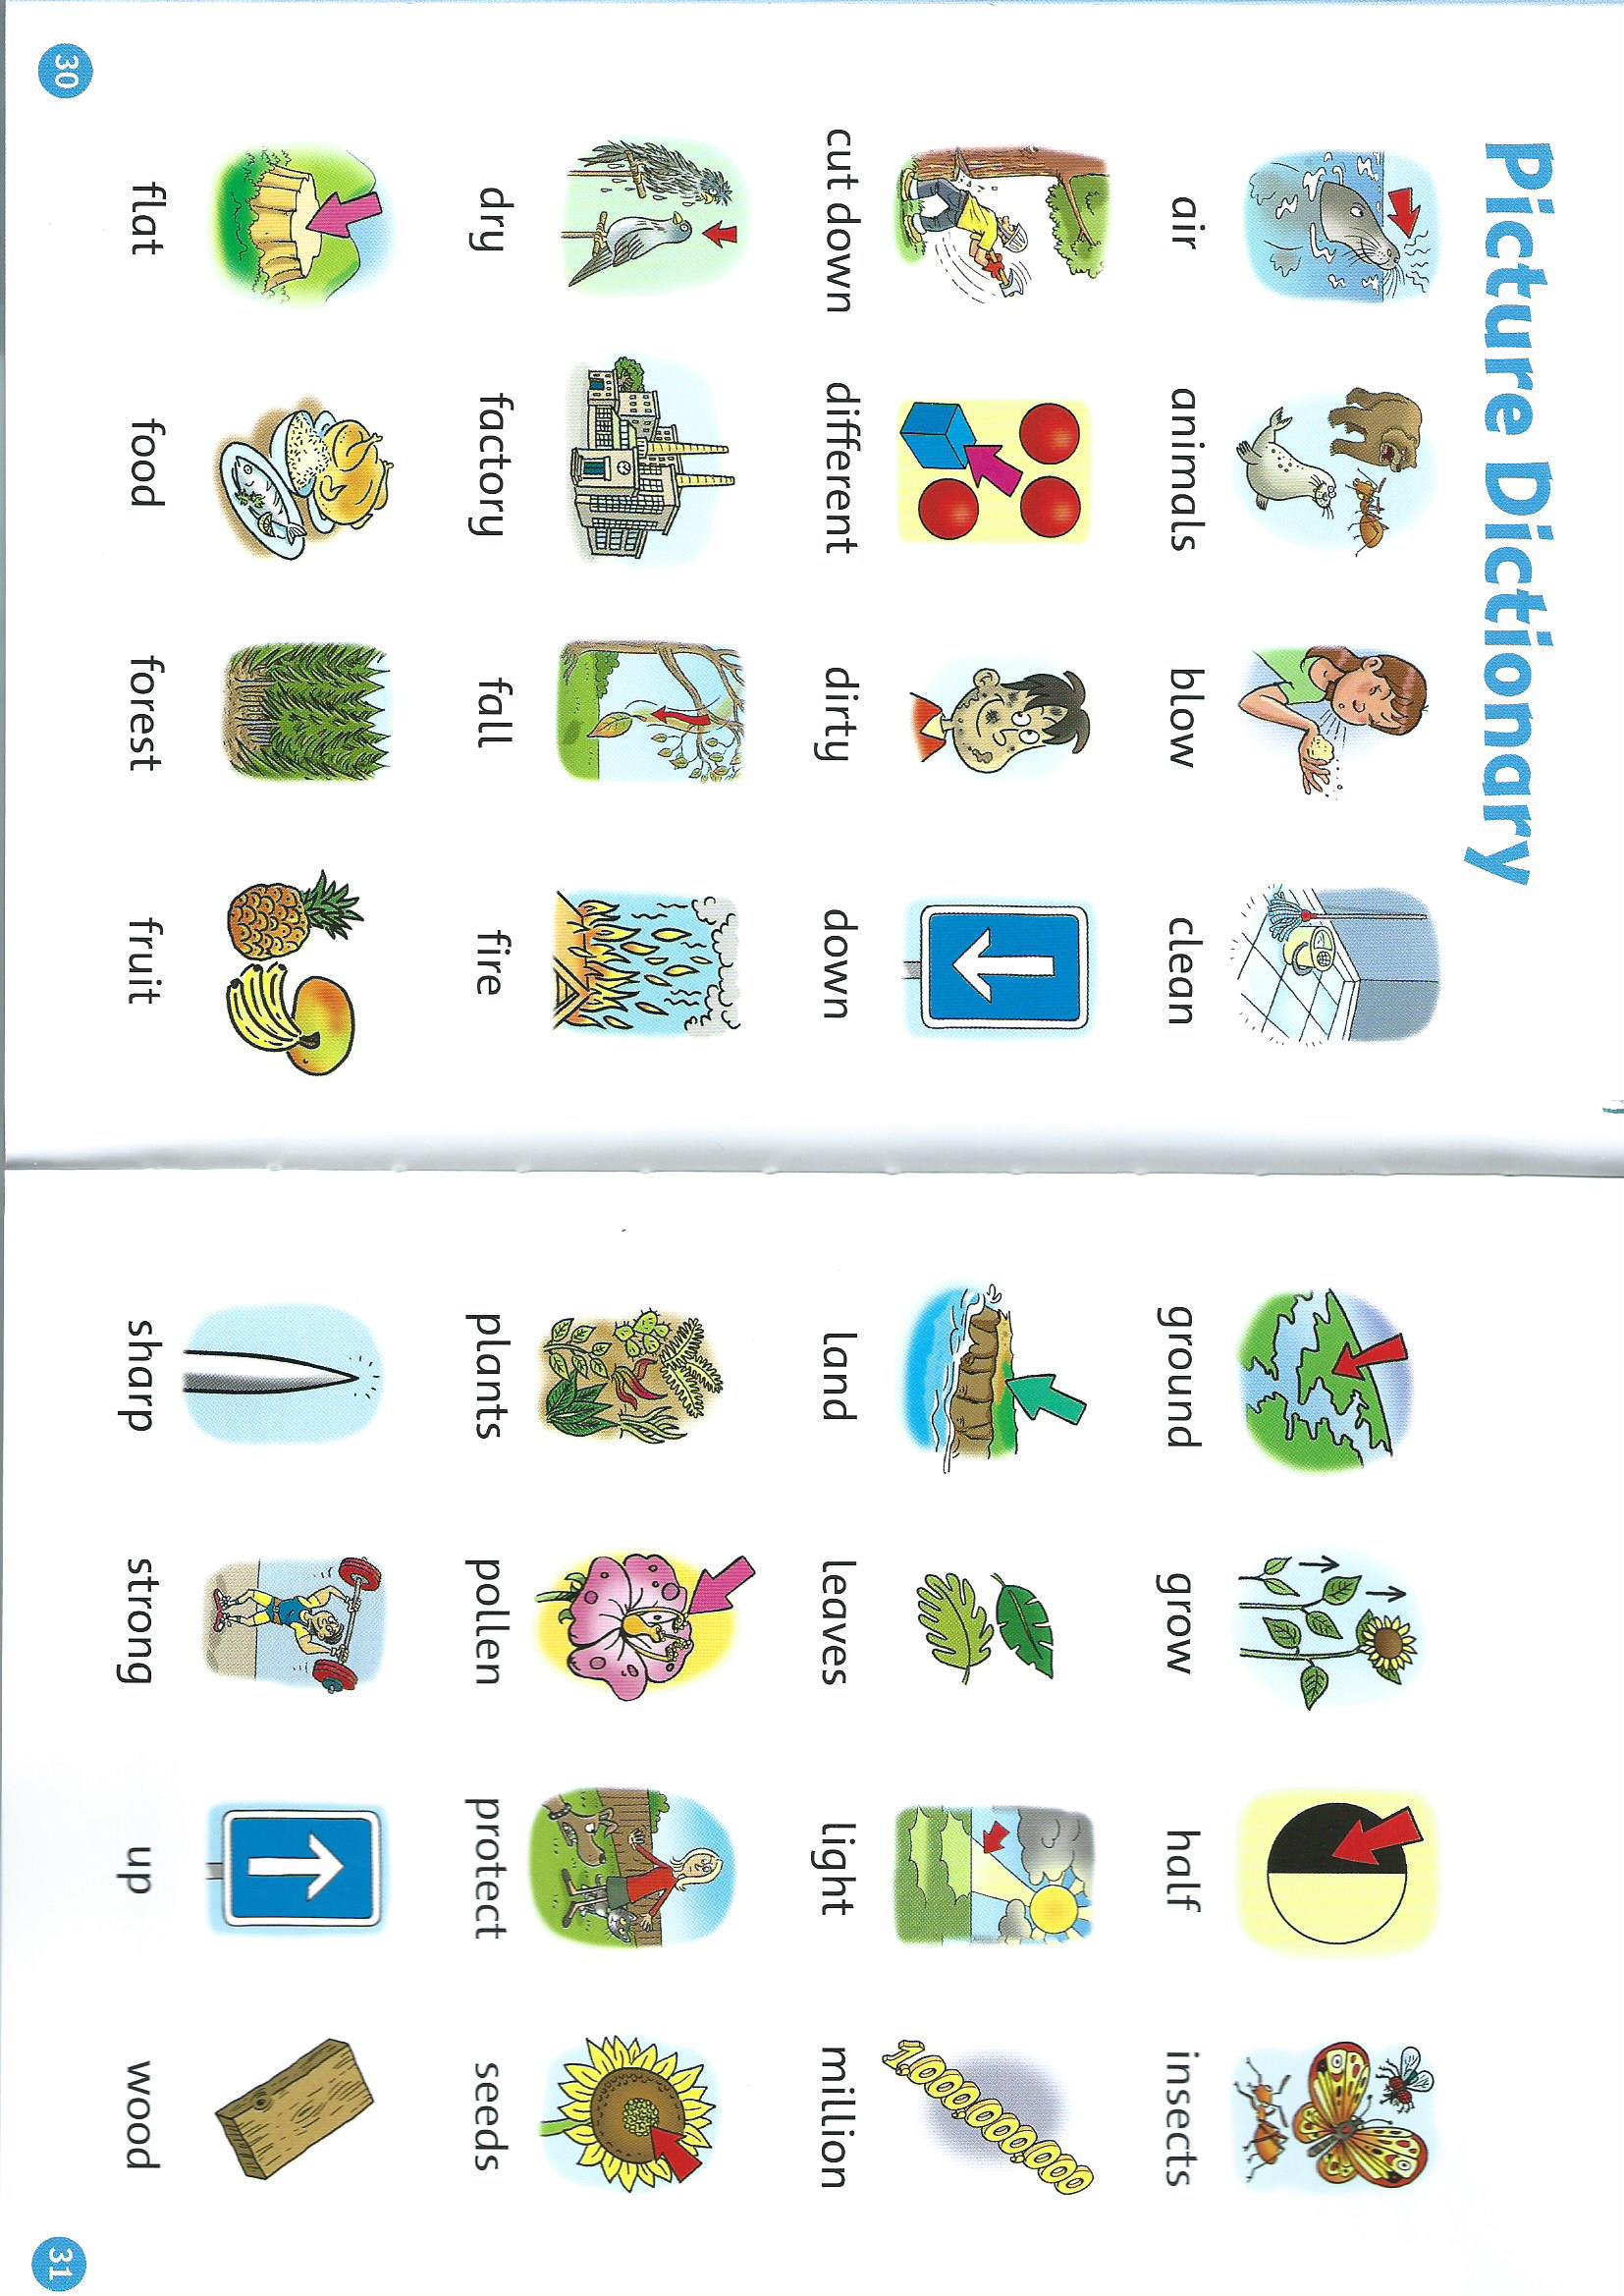 Picture Dictionary
air animals blow clean
cut down different dirty down
dry factory fall fire
flat food forest fruit
30
ground grow half insects
1,000,000,000
land leaves light million
plants pollen protect seeds
sharp strong up wood
31